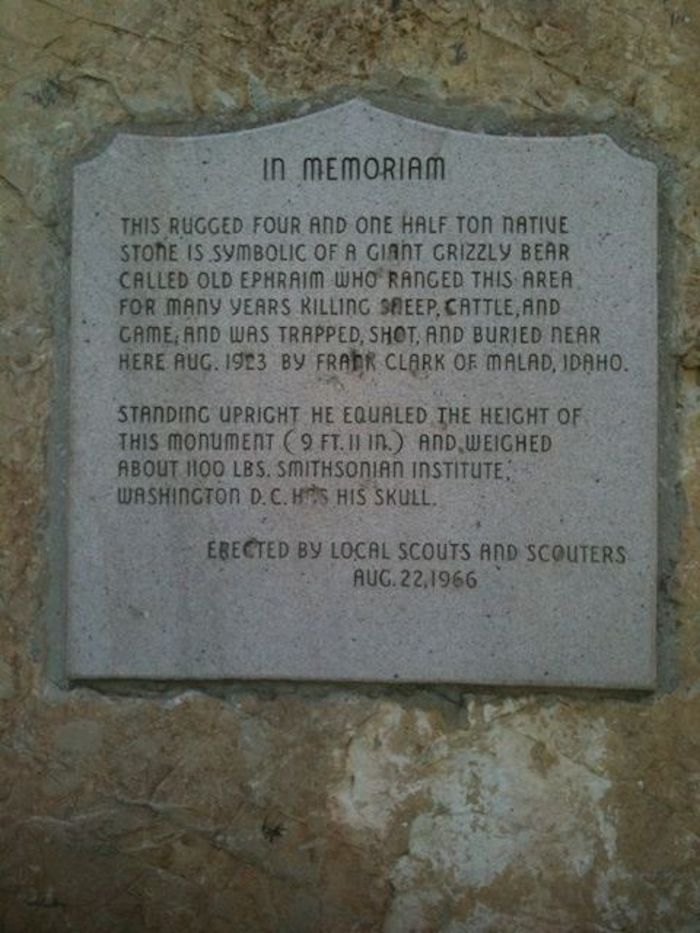 IN MEMORIAM
THIS RUGGED FOUR AND ONE HALF TON NATIVE
STONE IS SYMBOLIC OF A GIANT GRIZZLY BEAR
CALLED OLD EPHRAIM WHO RANGED THIS AREA
FOR MANY YEARS KILLING SHEEP, CATTLE, AND
GAME, AND WAS TRAPPED, SHOT, AND BURIED NEAR
HERE AUG. 1923 BY FRANK CLARK OF MALAD, IDAHO.
STANDING UPRIGHT HE EQUALED THE HEIGHT OF
THIS MONUMENT (9 FT. 11 IN.) AND WEIGHED
ABOUT 1100 LBS. SMITHSONIAN INSTITUTE,
WASHINGTON D.C. HAS HIS SKULL.
ERECTED BY LOCAL SCOUTS AND SCOUTERS
AUG. 22, 1966